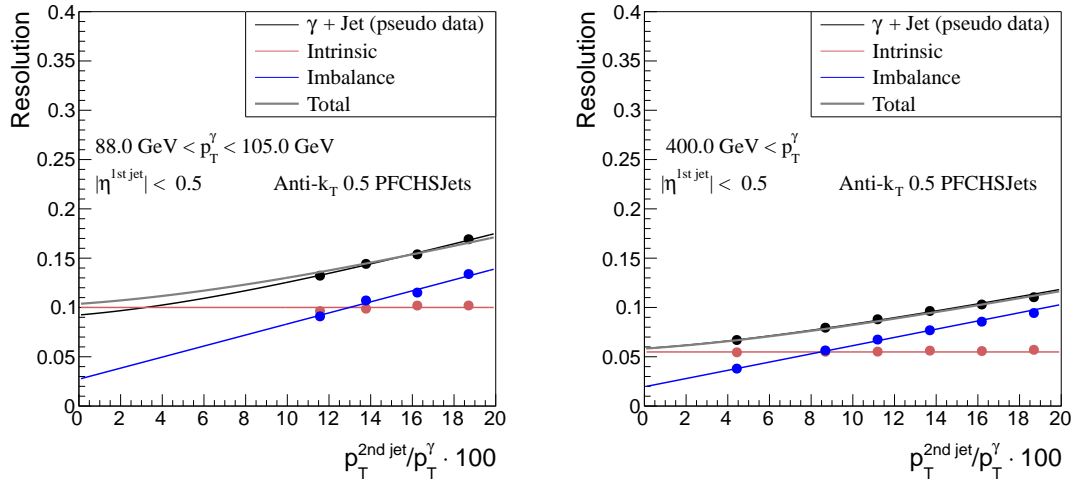 Resolution
0.4
0.35
0.3
0.25
0.2
0.15
0.1
0.05
0
γ + Jet (pseudo data)
Intrinsic
Imbalance
Total
88.0 GeV < p_T^γ < 105.0 GeV
|η^{1st jet}| < 0.5 Anti-k_T 0.5 PFCHSJets
0 2 4 6 8 10 12 14 16 18 20
p_T^{2nd jet}/p_T^γ · 100
Resolution
0.4
0.35
0.3
0.25
0.2
0.15
0.1
0.05
0
γ + Jet (pseudo data)
Intrinsic
Imbalance
Total
400.0 GeV < p_T^γ
|η^{1st jet}| < 0.5 Anti-k_T 0.5 PFCHSJets
0 2 4 6 8 10 12 14 16 18 20
p_T^{2nd jet}/p_T^γ · 100